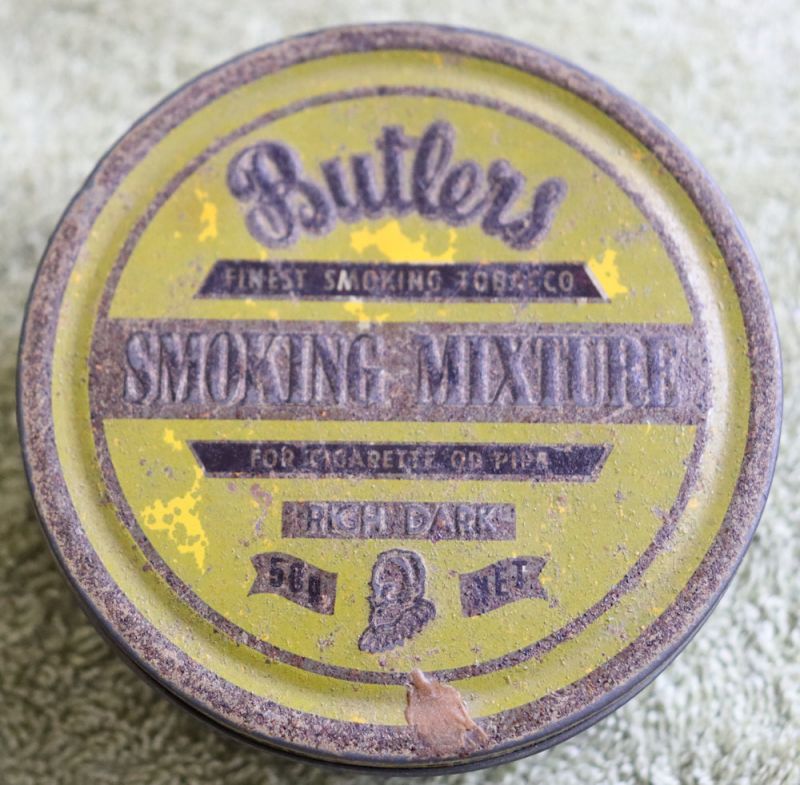 Butlers
FINEST SMOKING TOBACCO
SMOKING MIXTURE
FOR CIGARETTE OR PIPE
"RICH DARK"
50g NET